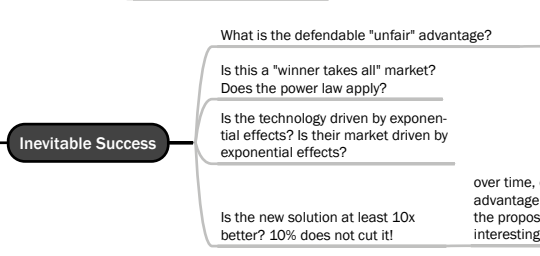 What is the defendable "unfair" advantage?
Is this a "winner takes all" market?
Does the power law apply?
Is the technology driven by exponen-
tial effects? Is their market driven by
exponential effects?
Inevitable Success
Is the new solution at least 10x
better? 10% does not cut it!
over time,
advantage
the
interesting